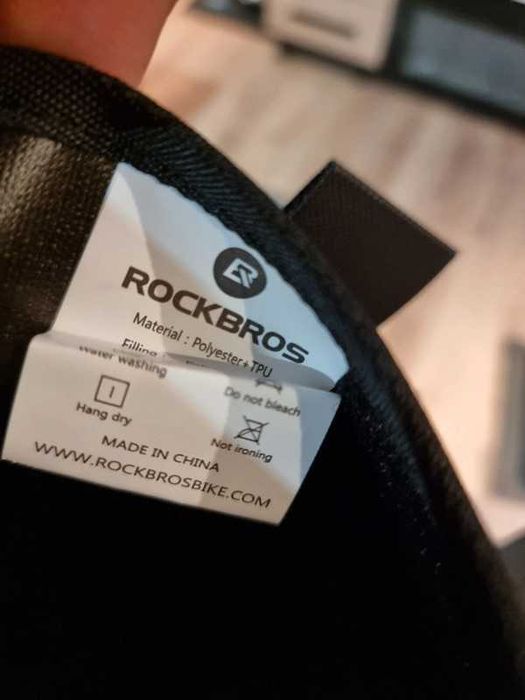 ROCKBROS
Material : Polyester+TPU
Filling
water washing
Do not bleach
Hang dry
Not ironing
MADE IN CHINA
WWW.ROCKBROSBIKE.COM